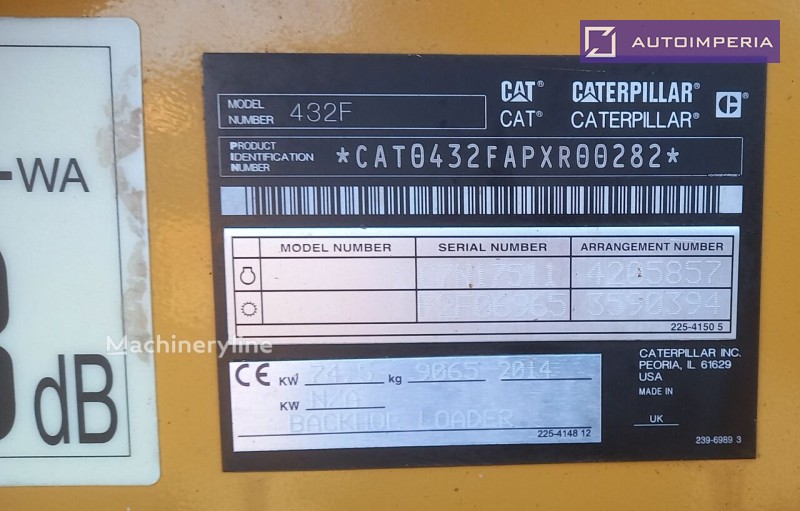 AUTOIMPERIA
-WA
dB
CAT® CATERPILLAR®
CAT® CATERPILLAR®
MODEL NUMBER 432F
PRODUCT IDENTIFICATION NUMBER *CAT0432FAPXR00282*
MODEL NUMBER SERIAL NUMBER ARRANGEMENT NUMBER
4205857
3590394
225-4150 5
Machineryline
CE KW 74.5 kg 9065 2014
KW N/A
BACKHOE LOADER
225-4148 12
CATERPILLAR INC.
PEORIA, IL 61629
USA
MADE IN
UK
239-6989 3